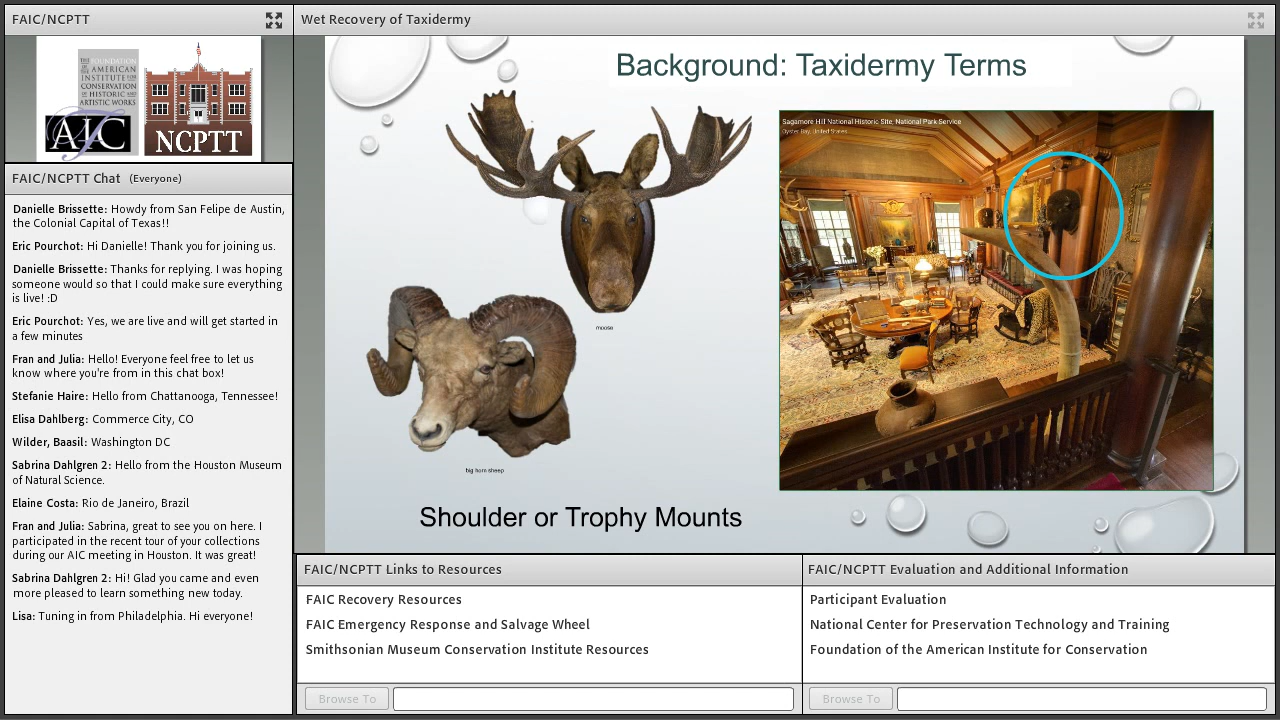 FAIC/NCPTT
Wet Recovery of Taxidermy
THE FOUNDATION
OF THE AMERICAN
INSTITUTE FOR
CONSERVATION
OF HISTORIC AND
ARTISTIC WORKS
AIC
NCPTT
FAIC/NCPTT Chat (Everyone)
Danielle Brissette: Howdy from San Felipe de Austin,
the Colonial Capital of Texas!!
Eric Pourchot: Hi Danielle! Thank you for joining us.
Danielle Brissette: Thanks for replying. I was hoping
someone would so that I could make sure everything
is live! :D
Eric Pourchot: Yes, we are live and will get started in
a few minutes
Fran and Julia: Hello! Everyone feel free to let us
know where you're from in this chat box!
Stefanie Haire: Hello from Chattanooga, Tennessee!
Elisa Dahlberg: Commerce City, CO
Wilder, Baasil: Washington DC
Sabrina Dahlgren 2: Hello from the Houston Museum
of Natural Science.
Elaine Costa: Rio de Janeiro, Brazil
Fran and Julia: Sabrina, great to see you on here. I
participated in the recent tour of your collections
during our AIC meeting in Houston. It was great!
Sabrina Dahlgren 2: Hi! Glad you came and even
more pleased to learn something new today.
Lisa: Tuning in from Philadelphia. Hi everyone!
Background: Taxidermy Terms
Sagamore Hill National Historic Site, National Park Service
Oyster Bay, United States
moose
big horn sheep
Shoulder or Trophy Mounts
FAIC/NCPTT Links to Resources
FAIC Recovery Resources
FAIC Emergency Response and Salvage Wheel
Smithsonian Museum Conservation Institute Resources
Browse To
FAIC/NCPTT Evaluation and Additional Information
Participant Evaluation
National Center for Preservation Technology and Training
Foundation of the American Institute for Conservation
Browse To